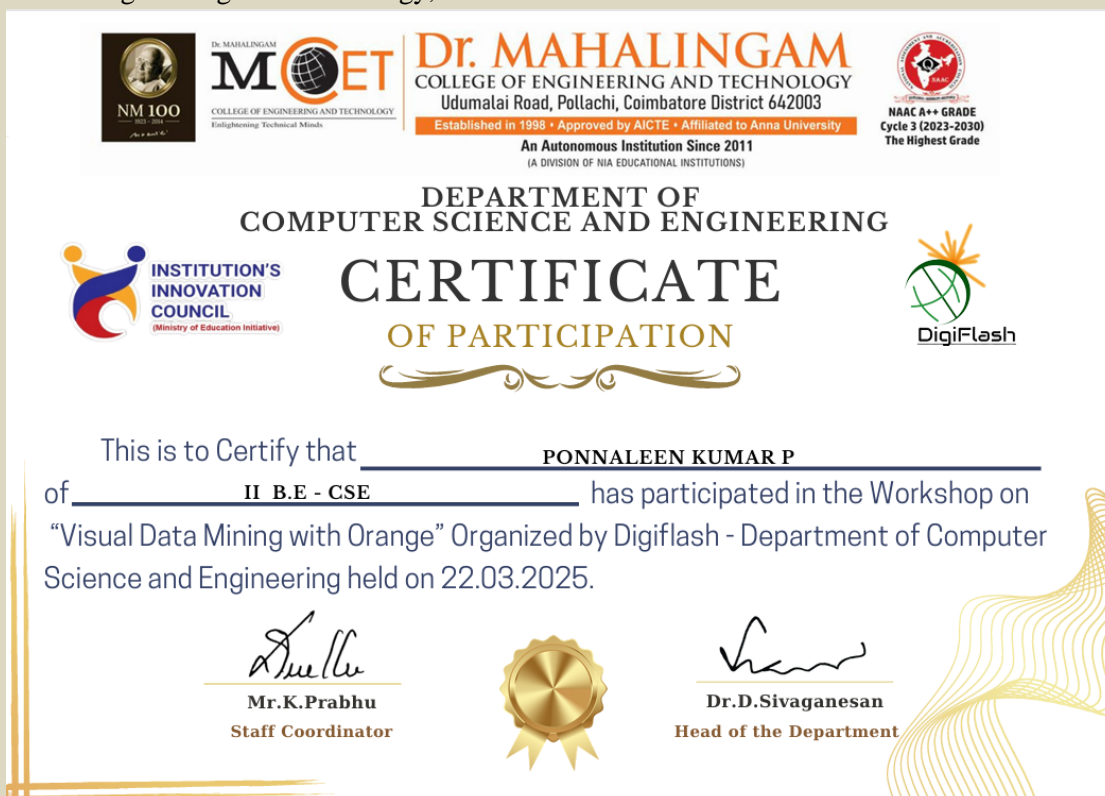 NM 100
1923 - 2014
Dr. MAHALINGAM
MCET
COLLEGE OF ENGINEERING AND TECHNOLOGY
Enlightening Technical Minds
Dr. MAHALINGAM
COLLEGE OF ENGINEERING AND TECHNOLOGY
Udumalai Road, Pollachi, Coimbatore District 642003
Established in 1998 • Approved by AICTE • Affiliated to Anna University
An Autonomous Institution Since 2011
(A DIVISION OF NIA EDUCATIONAL INSTITUTIONS)
NAAC
NAAC A++ GRADE
Cycle 3 (2023-2030)
The Highest Grade
DEPARTMENT OF
COMPUTER SCIENCE AND ENGINEERING
INSTITUTION'S
INNOVATION
COUNCIL
(Ministry of Education Initiative)
CERTIFICATE
OF PARTICIPATION
DigiFlash
This is to Certify that PONNALEEN KUMAR P
of II B.E - CSE has participated in the Workshop on
“Visual Data Mining with Orange” Organized by Digiflash - Department of Computer
Science and Engineering held on 22.03.2025.
Mr.K.Prabhu
Staff Coordinator
Dr.D.Sivaganesan
Head of the Department